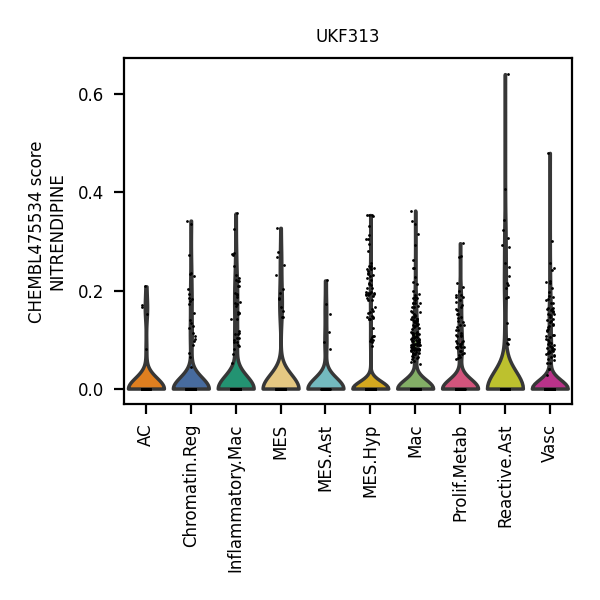 UKF313
CHEMBL475534 score
NITRENDIPINE
0.6
0.4
0.2
0.0
AC
Chromatin.Reg
Inflammatory.Mac
MES
MES.Ast
MES.Hyp
Mac
Prolif.Metab
Reactive.Ast
Vasc